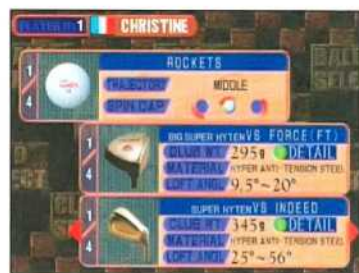 PLAYER 1 CHRISTINE
1/4
ROCKETS
TRAJECTORY MIDDLE
SPIN CAP.
1/4
BIG SUPER HYTEN VS FORCE(FT)
CLUB WT. 295g DETAIL
MATERIAL HYPER ANTI-TENSION STEEL
LOFT ANGL 9.5°~20°
1/4
SUPER HYTEN VS INDEED
CLUB WT. 345g DETAIL
MATERIAL HYPER ANTI-TENSION STEEL
LOFT ANGL 25°~56°